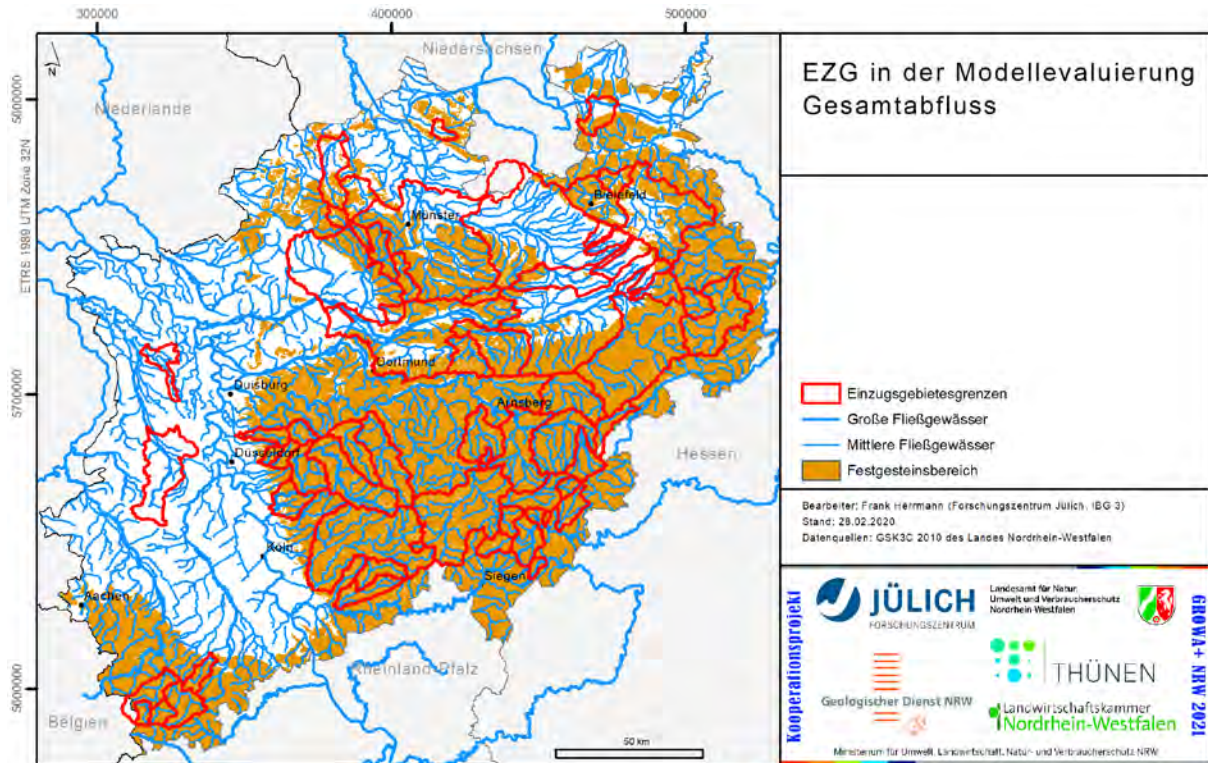 300000
400000
500000
N
Niedersachsen
Niederlande
ETRS 1989 UTM Zone 32N
5800000
5700000
5600000
Bielefeld
Münster
Dortmund
Duisburg
Arnsberg
Düsseldorf
Hessen
Köln
Siegen
Aachen
Rheinland-Pfalz
Belgien
50 km
EZG in der Modellevaluierung
Gesamtabfluss
Einzugsgebietesgrenzen
Große Fließgewässer
Mittlere Fließgewässer
Festgesteinsbereich
Bearbeiter: Frank Herrmann (Forschungszentrum Jülich, IBG 3)
Stand: 28.02.2020
Datenquellen: GSK3C 2010 des Landes Nordrhein-Westfalen
Kooperationsprojekt
JÜLICH
FORSCHUNGSZENTRUM
Landesamt für Natur,
Umwelt und Verbraucherschutz
Nordrhein-Westfalen
THÜNEN
Geologischer Dienst NRW
Landwirtschaftskammer
Nordrhein-Westfalen
GROWA+ NRW 2021
Ministerium für Umwelt, Landwirtschaft, Natur- und Verbraucherschutz NRW